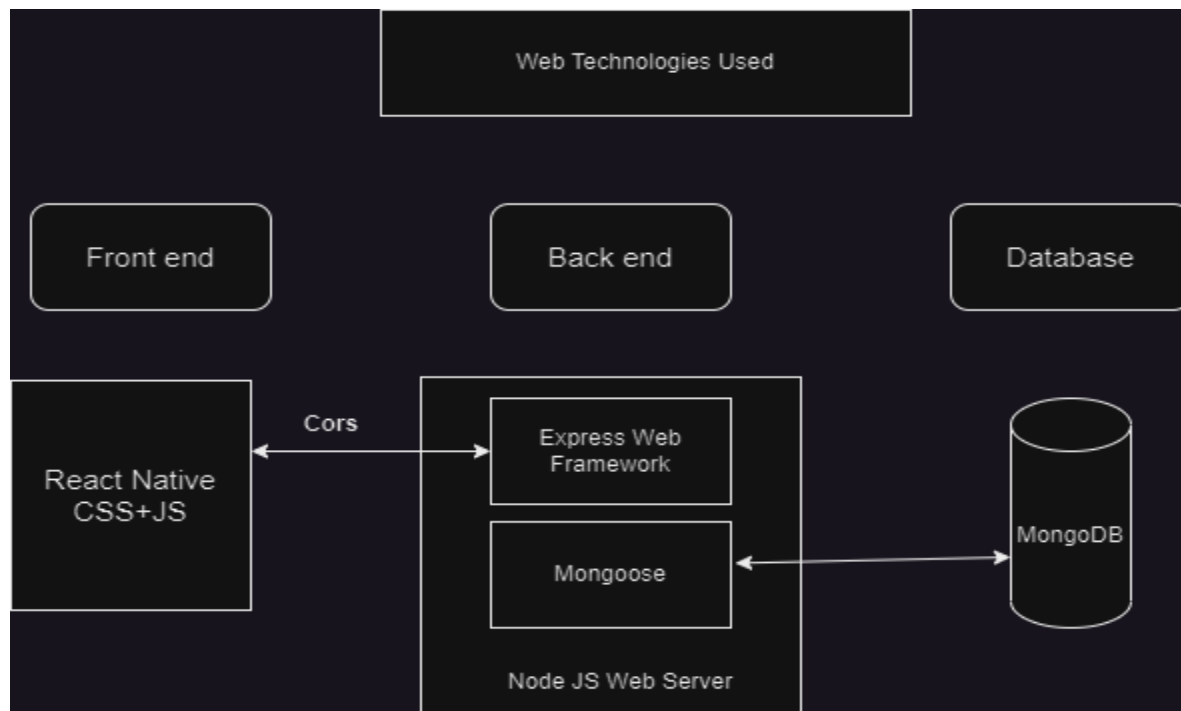 Web Technologies Used
Front end
Back end
Database
Cors
React Native
CSS+JS
Express Web
Framework
Mongoose
MongoDB
Node JS Web Server